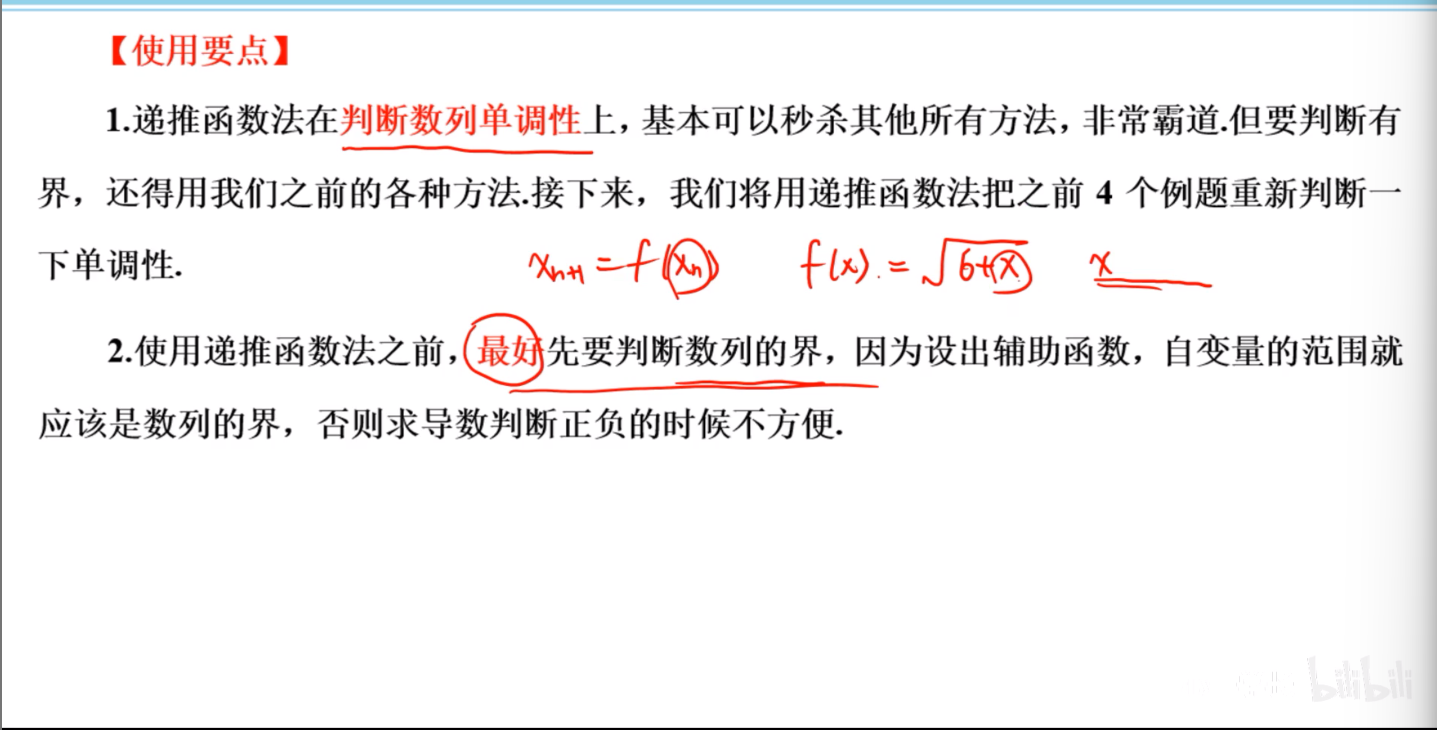 【使用要点】
1.递推函数法在判断数列单调性上，基本可以秒杀其他所有方法，非常霸道.但要判断有
界，还得用我们之前的各种方法.接下来，我们将用递推函数法把之前 4 个例题重新判断一
下单调性.
xₙ₊₁ = f(xₙ) f(x) = √(6+x) x
2.使用递推函数法之前，最好先要判断数列的界，因为设出辅助函数，自变量的范围就
应该是数列的界，否则求导数判断正负的时候不方便.
bilibili